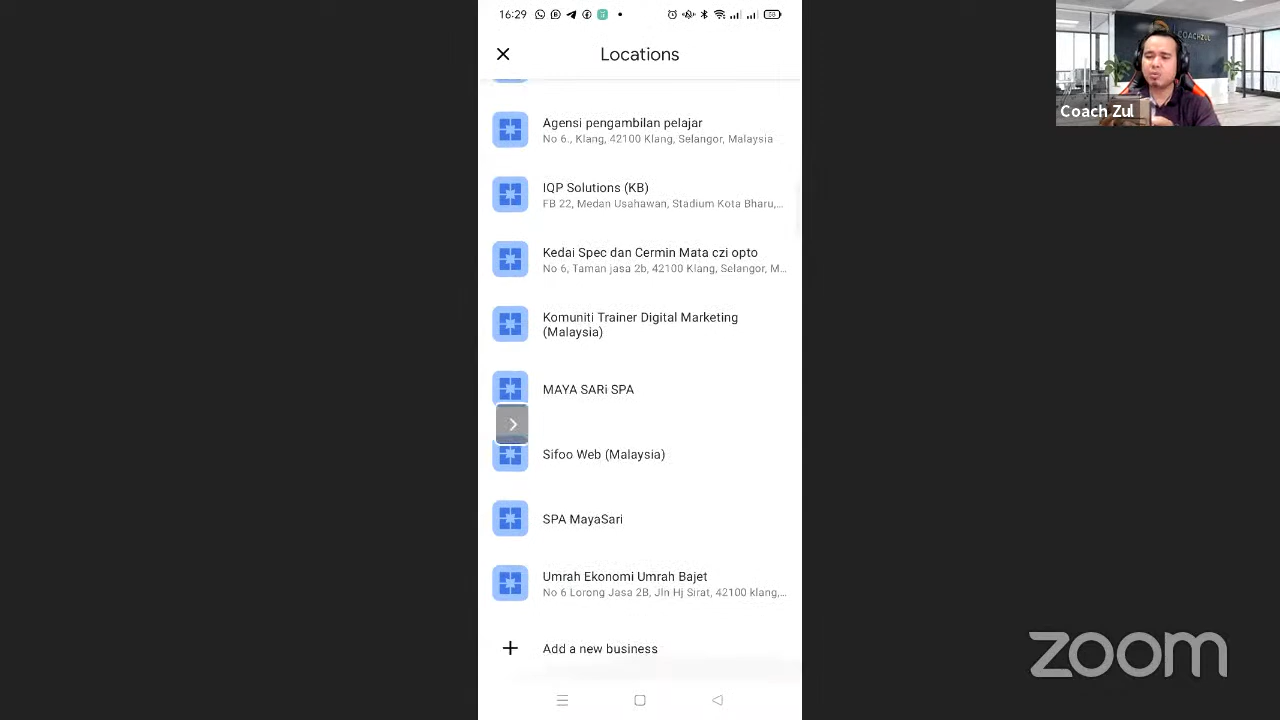 16:29
Locations
Agensi pengambilan pelajar
No 6., Klang, 42100 Klang, Selangor, Malaysia
IQP Solutions (KB)
FB 22, Medan Usahawan, Stadium Kota Bharu,...
Kedai Spec dan Cermin Mata czi opto
No 6, Taman jasa 2b, 42100 Klang, Selangor, M...
Komuniti Trainer Digital Marketing
(Malaysia)
MAYA SARi SPA
Sifoo Web (Malaysia)
SPA MayaSari
Umrah Ekonomi Umrah Bajet
No 6 Lorong Jasa 2B, Jln Hj Sirat, 42100 klang,...
Add a new business
COACHZUL
Coach Zul
zoom